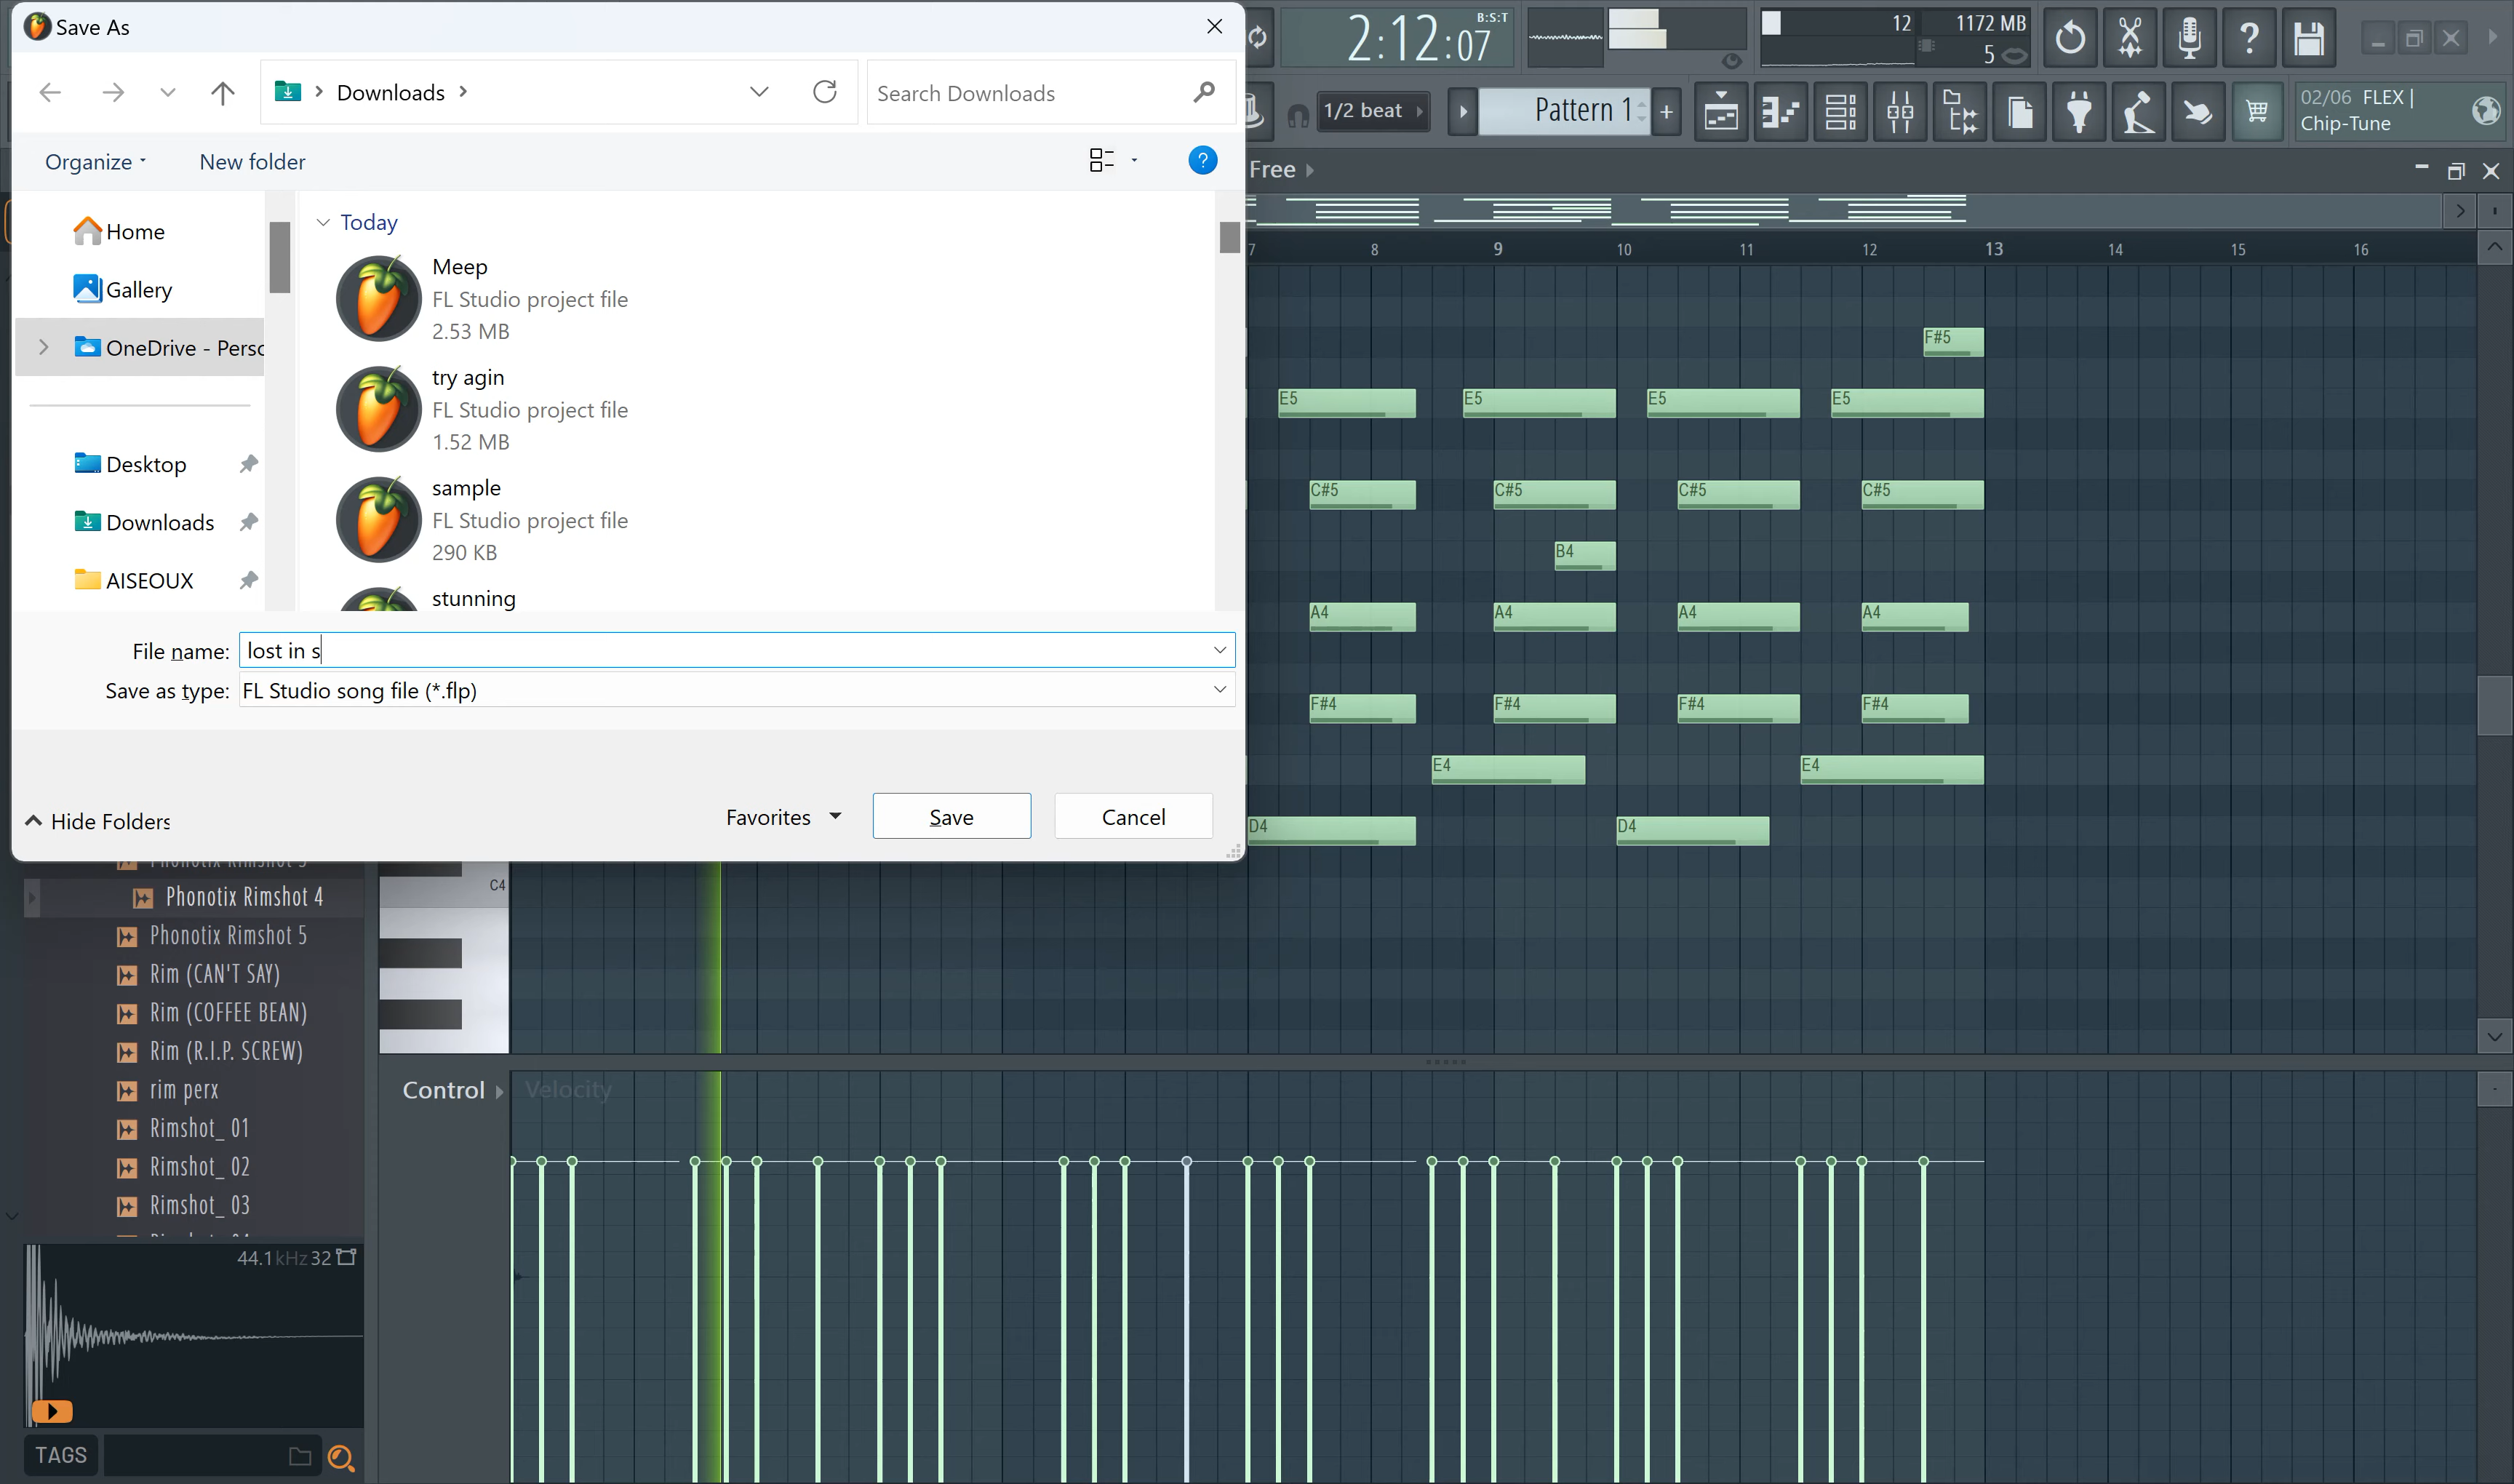 Save As
Downloads
Search Downloads
Organize
New folder
?
Home
Gallery
OneDrive - Perso
Desktop
Downloads
AISEOUX
Today
Meep
FL Studio project file
2.53 MB
try agin
FL Studio project file
1.52 MB
sample
FL Studio project file
290 KB
stunning
File name: lost in s
Save as type: FL Studio song file (*.flp)
Hide Folders
Favorites
Save
Cancel
2:12:07
B:S:T
12
1172 MB
5
?
1/2 beat
Pattern 1
+
02/06 FLEX |
Chip-Tune
Free
7 8 9 10 11 12 13 14 15 16
F#5
E5 E5 E5 E5
C#5 C#5 C#5 C#5
B4
A4 A4 A4 A4
F#4 F#4 F#4 F#4
E4 E4
D4 D4
C4
Phonotix Rimshot 3
Phonotix Rimshot 4
Phonotix Rimshot 5
Rim (CAN'T SAY)
Rim (COFFEE BEAN)
Rim (R.I.P. SCREW)
rim perx
Rimshot_ 01
Rimshot_ 02
Rimshot_ 03
Control
Velocity
44.1kHz 32
TAGS